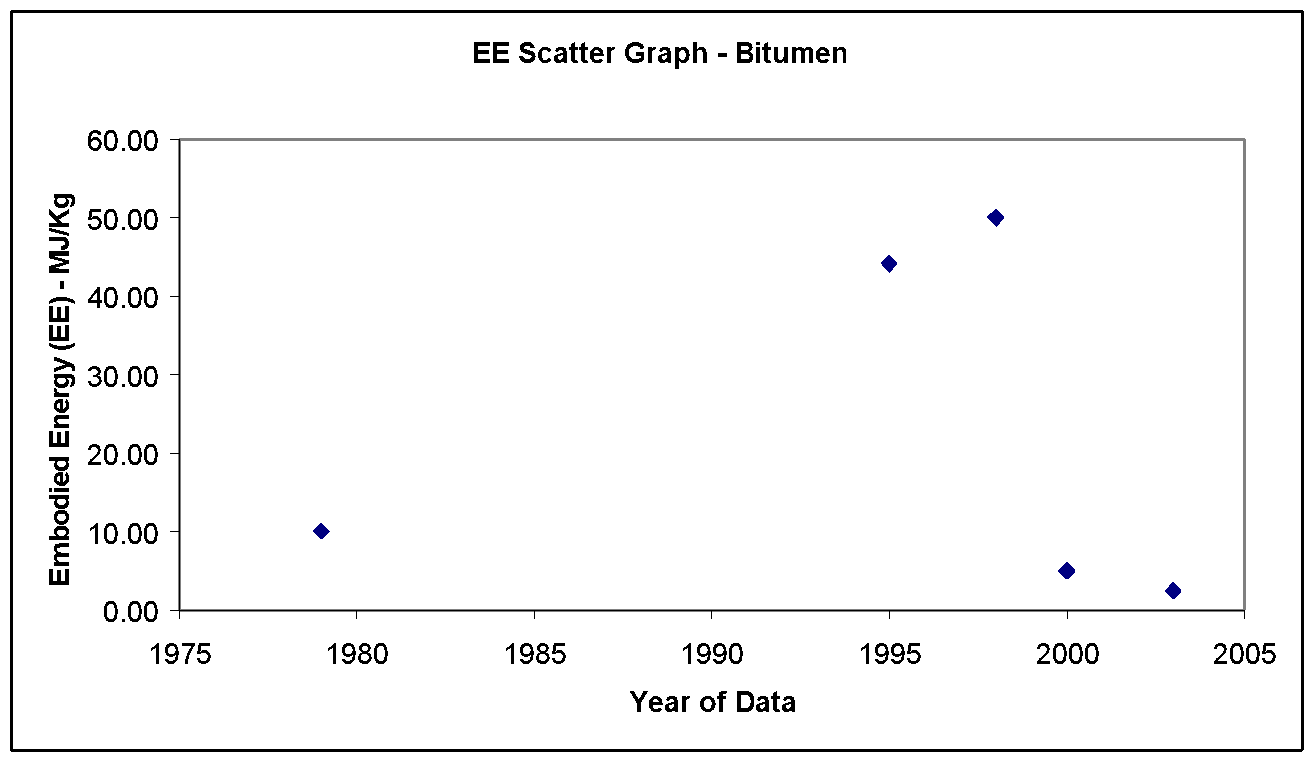 EE Scatter Graph - Bitumen
Embodied Energy (EE) - MJ/Kg
60.00
50.00
40.00
30.00
20.00
10.00
0.00
1975 1980 1985 1990 1995 2000 2005
Year of Data